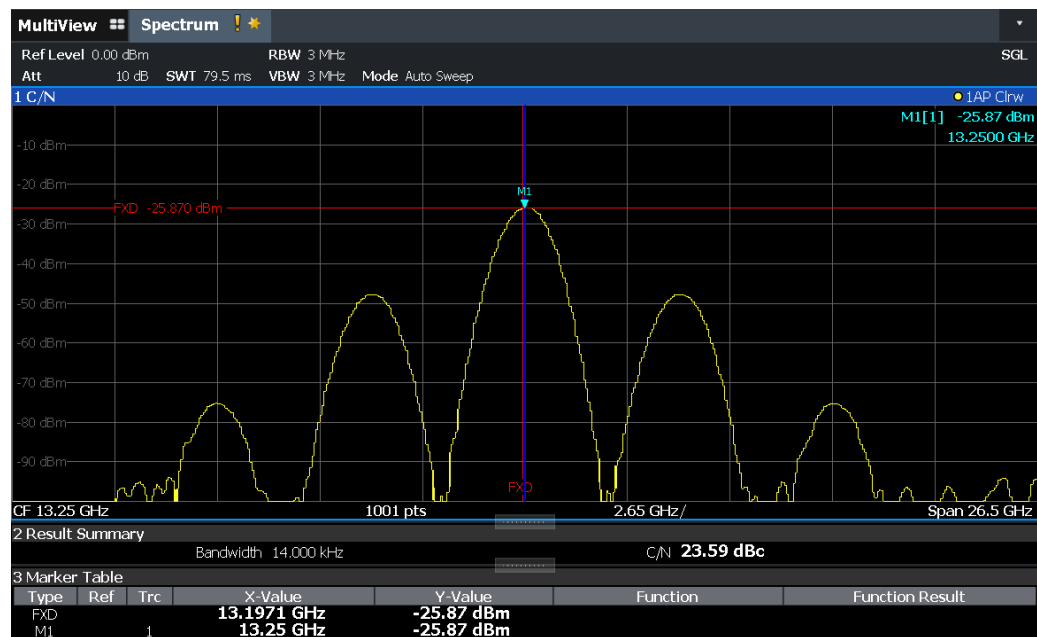 MultiView Spectrum !
Ref Level 0.00 dBm RBW 3 MHz SGL
Att 10 dB SWT 79.5 ms VBW 3 MHz Mode Auto Sweep
1 C/N 1AP Clrw
M1[1] -25.87 dBm
13.2500 GHz
-10 dBm
-20 dBm
M1
FXD -25.870 dBm
-30 dBm
-40 dBm
-50 dBm
-60 dBm
-70 dBm
-80 dBm
-90 dBm
FXD
CF 13.25 GHz 1001 pts 2.65 GHz/ Span 26.5 GHz
2 Result Summary
Bandwidth 14.000 kHz C/N 23.59 dBc
3 Marker Table
Type Ref Trc X-Value Y-Value Function Function Result
FXD 13.1971 GHz -25.87 dBm
M1 1 13.25 GHz -25.87 dBm